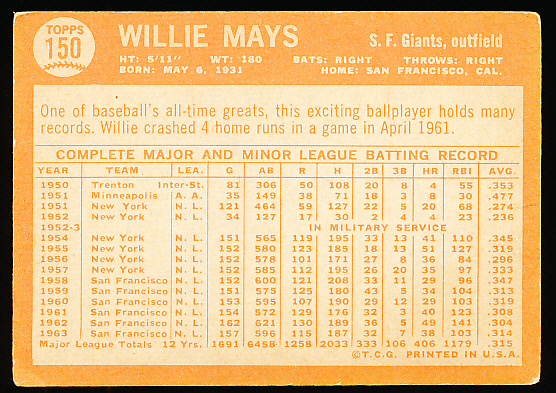 TOPPS
150
WILLIE MAYS
S. F. Giants, outfield
HT: 5'11" WT: 180 BATS: RIGHT THROWS: RIGHT
BORN: MAY 6, 1931 HOME: SAN FRANCISCO, CAL.
One of baseball's all-time greats, this exciting ballplayer holds many
records. Willie crashed 4 home runs in a game in April 1961.
COMPLETE MAJOR AND MINOR LEAGUE BATTING RECORD
YEAR TEAM LEA. G AB R H 2B 3B HR RBI AVG.
1950 Trenton Inter-St. 81 306 50 108 20 8 4 55 .353
1951 Minneapolis A. A. 35 149 38 71 18 3 8 30 .477
1951 New York N. L. 121 464 59 127 22 5 20 68 .274
1952 New York N. L. 34 127 17 30 2 4 4 23 .236
1952-3 IN MILITARY SERVICE
1954 New York N. L. 151 565 119 195 33 13 41 110 .345
1955 New York N. L. 152 580 123 185 18 13 51 127 .319
1956 New York N. L. 152 578 101 171 27 8 36 84 .296
1957 New York N. L. 152 585 112 195 26 20 35 97 .333
1958 San Francisco N. L. 152 600 121 208 33 11 29 96 .347
1959 San Francisco N. L. 151 575 125 180 43 5 34 104 .313
1960 San Francisco N. L. 153 595 107 190 29 12 29 103 .319
1961 San Francisco N. L. 154 572 129 176 32 3 40 123 .308
1962 San Francisco N. L. 162 621 130 189 36 5 49 141 .304
1963 San Francisco N. L. 157 596 115 187 32 7 38 103 .314
Major League Totals 12 Yrs. 1691 6458 1258 2033 333 106 406 1179 .315
©T.C.G. PRINTED IN U.S.A.